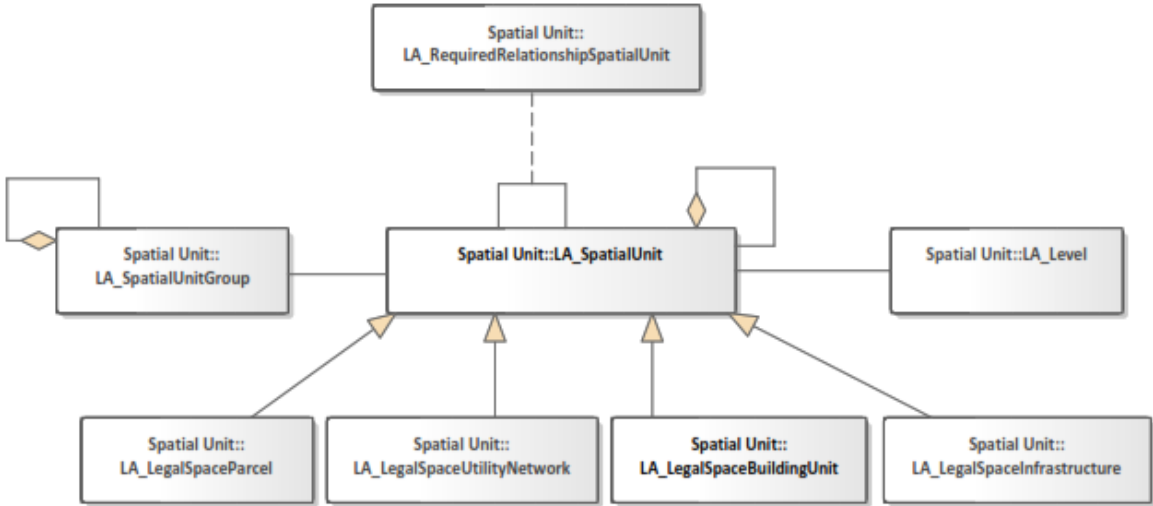 Spatial Unit::
LA_RequiredRelationshipSpatialUnit
Spatial Unit::
LA_SpatialUnitGroup
Spatial Unit::LA_SpatialUnit
Spatial Unit::LA_Level
Spatial Unit::
LA_LegalSpaceParcel
Spatial Unit::
LA_LegalSpaceUtilityNetwork
Spatial Unit::
LA_LegalSpaceBuildingUnit
Spatial Unit::
LA_LegalSpaceInfrastructure